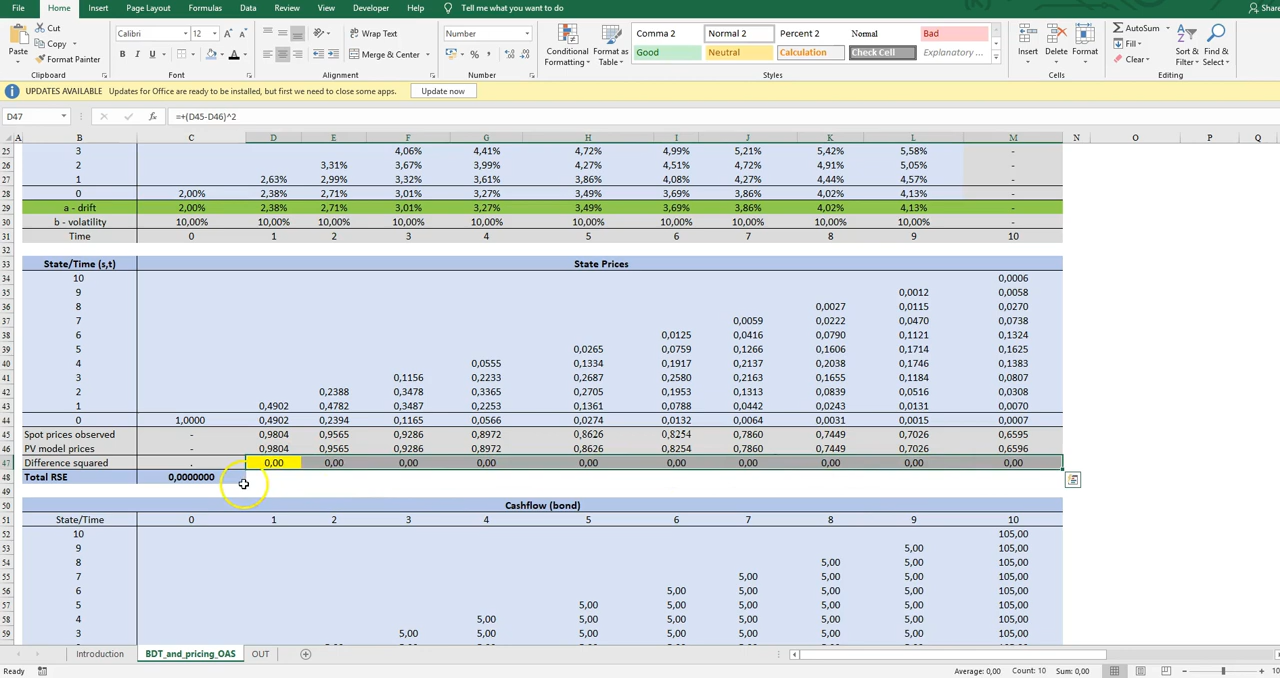 File Home Insert Page Layout Formulas Data Review View Developer Help Tell me what you want to do Share
Paste Cut Copy Format Painter Clipboard
Calibri 12 B I U Font
Wrap Text Merge & Center Alignment
Number % Number
Conditional Formatting Format as Table
Comma 2 Normal 2 Percent 2 Normal Bad
Good Neutral Calculation Check Cell Explanatory ...
Styles
Insert Delete Format Cells
AutoSum Fill Clear Sort & Filter Find & Select Editing
UPDATES AVAILABLE Updates for Office are ready to be installed, but first we need to close some apps. Update now
D47 fx =+(D45-D46)^2
A B C D E F G H I J K L M N O P Q
25 3 4,06% 4,41% 4,72% 4,99% 5,21% 5,42% 5,58% -
26 2 3,31% 3,67% 3,99% 4,27% 4,51% 4,72% 4,91% 5,05% -
27 1 2,63% 2,99% 3,32% 3,61% 3,86% 4,08% 4,27% 4,44% 4,57% -
28 0 2,00% 2,38% 2,71% 3,01% 3,27% 3,49% 3,69% 3,86% 4,02% 4,13% -
29 a - drift 2,00% 2,38% 2,71% 3,01% 3,27% 3,49% 3,69% 3,86% 4,02% 4,13% -
30 b - volatility 10,00% 10,00% 10,00% 10,00% 10,00% 10,00% 10,00% 10,00% 10,00% 10,00% -
31 Time 0 1 2 3 4 5 6 7 8 9 10
32
33 State/Time (s,t) State Prices
34 10 0,0006
35 9 0,0012 0,0058
36 8 0,0027 0,0115 0,0270
37 7 0,0059 0,0222 0,0470 0,0738
38 6 0,0125 0,0416 0,0790 0,1121 0,1324
39 5 0,0265 0,0759 0,1266 0,1606 0,1714 0,1625
40 4 0,0555 0,1334 0,1917 0,2137 0,2038 0,1746 0,1383
41 3 0,1156 0,2233 0,2687 0,2580 0,2163 0,1655 0,1184 0,0807
42 2 0,2388 0,3478 0,3365 0,2705 0,1953 0,1313 0,0839 0,0516 0,0308
43 1 0,4902 0,4782 0,3487 0,2253 0,1361 0,0788 0,0442 0,0243 0,0131 0,0070
44 0 1,0000 0,4902 0,2394 0,1165 0,0566 0,0274 0,0132 0,0064 0,0031 0,0015 0,0007
45 Spot prices observed - 0,9804 0,9565 0,9286 0,8972 0,8626 0,8254 0,7860 0,7449 0,7026 0,6595
46 PV model prices - 0,9804 0,9565 0,9286 0,8972 0,8626 0,8254 0,7860 0,7449 0,7026 0,6596
47 Difference squared . 0,00 0,00 0,00 0,00 0,00 0,00 0,00 0,00 0,00 0,00
48 Total RSE 0,0000000
49
50 Cashflow (bond)
51 State/Time 0 1 2 3 4 5 6 7 8 9 10
52 10 105,00
53 9 5,00 105,00
54 8 5,00 5,00 105,00
55 7 5,00 5,00 5,00 105,00
56 6 5,00 5,00 5,00 5,00 105,00
57 5 5,00 5,00 5,00 5,00 5,00 105,00
58 4 5,00 5,00 5,00 5,00 5,00 5,00 105,00
59 3 5,00 5,00 5,00 5,00 5,00 5,00 5,00 105,00
Introduction BDT_and_pricing_OAS OUT
Ready Average: 0,00 Count: 10 Sum: 0,00 10